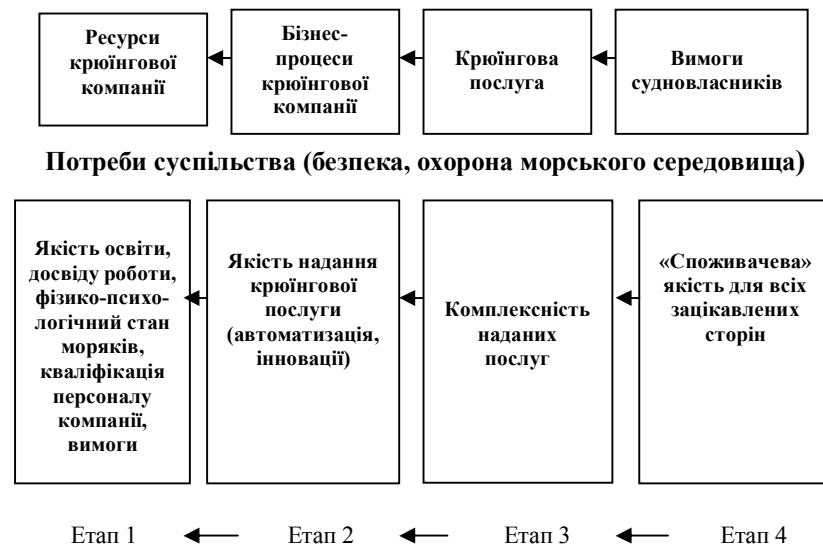 Ресурси
крюїнгової
компанії
Бізнес-
процеси
крюїнгової
компанії
Крюїнгова
послуга
Вимоги
судновласників
Потреби суспільства (безпека, охорона морського середовища)
Якість освіти,
досвіду роботи,
фізико-психо-
логічний стан
моряків,
кваліфікація
персоналу
компанії,
вимоги
Якість надання
крюїнгової
послуги
(автоматизація,
інновації)
Комплексність
наданих
послуг
«Споживачева»
якість для всіх
зацікавлених
сторін
Етап 1
Етап 2
Етап 3
Етап 4